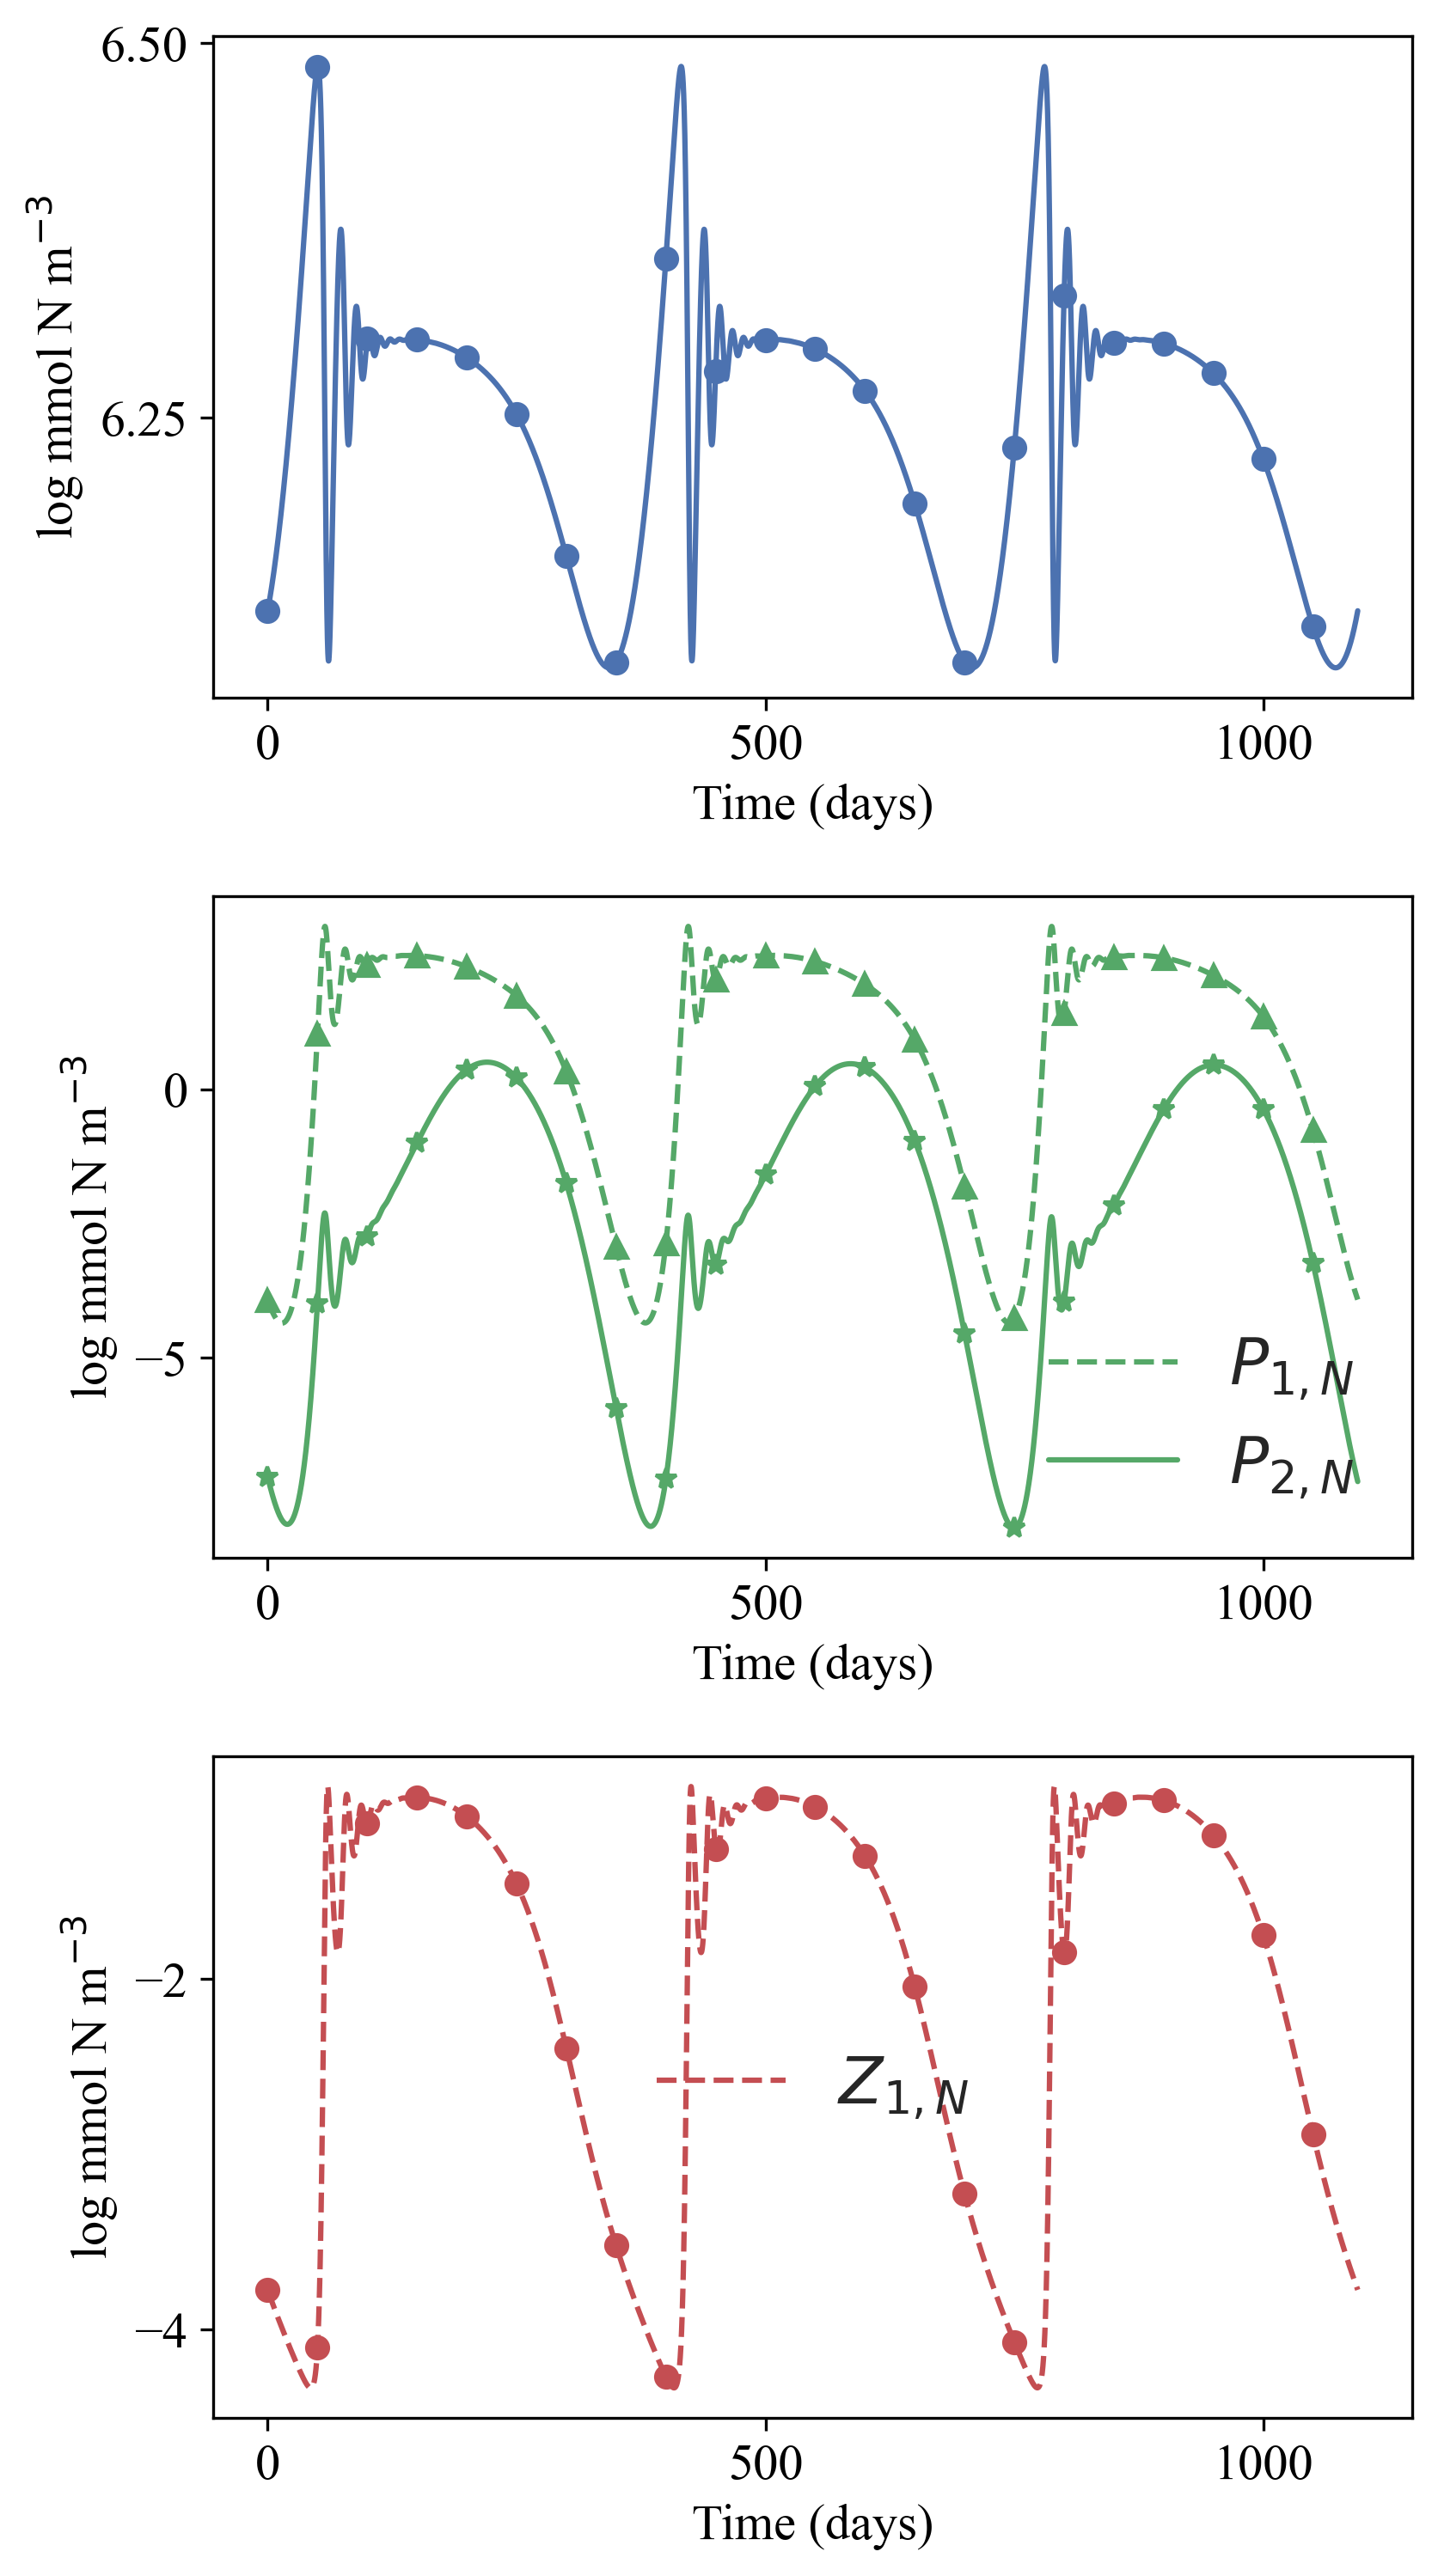 6.50
6.25
log mmol N m⁻³
0 500 1000
Time (days)
0
−5
log mmol N m⁻³
P₁,N
P₂,N
0 500 1000
Time (days)
−2
−4
log mmol N m⁻³
Z₁,N
0 500 1000
Time (days)